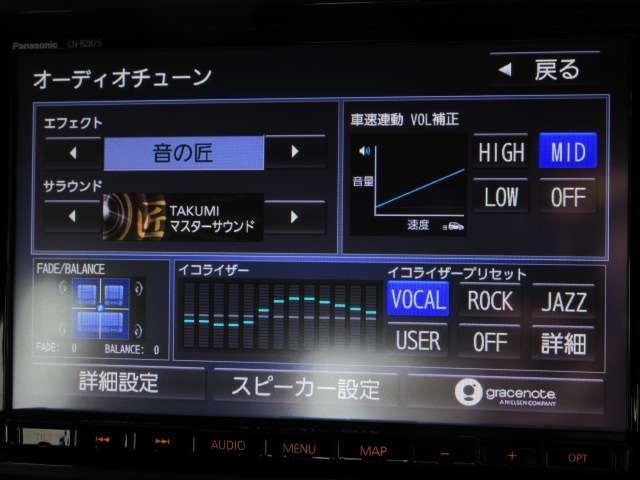 Panasonic
オーディオチューン
戻る
エフェクト
音の匠
サラウンド
匠 TAKUMI
マスターサウンド
車速連動 VOL補正
音量
速度
HIGH MID
LOW OFF
FADE/BALANCE
FADE: 0 BALANCE: 0
イコライザー
イコライザープリセット
VOCAL ROCK JAZZ
USER OFF 詳細
詳細設定
スピーカー設定
gracenote.
A NIELSEN COMPANY
AUDIO MENU MAP − + OPT